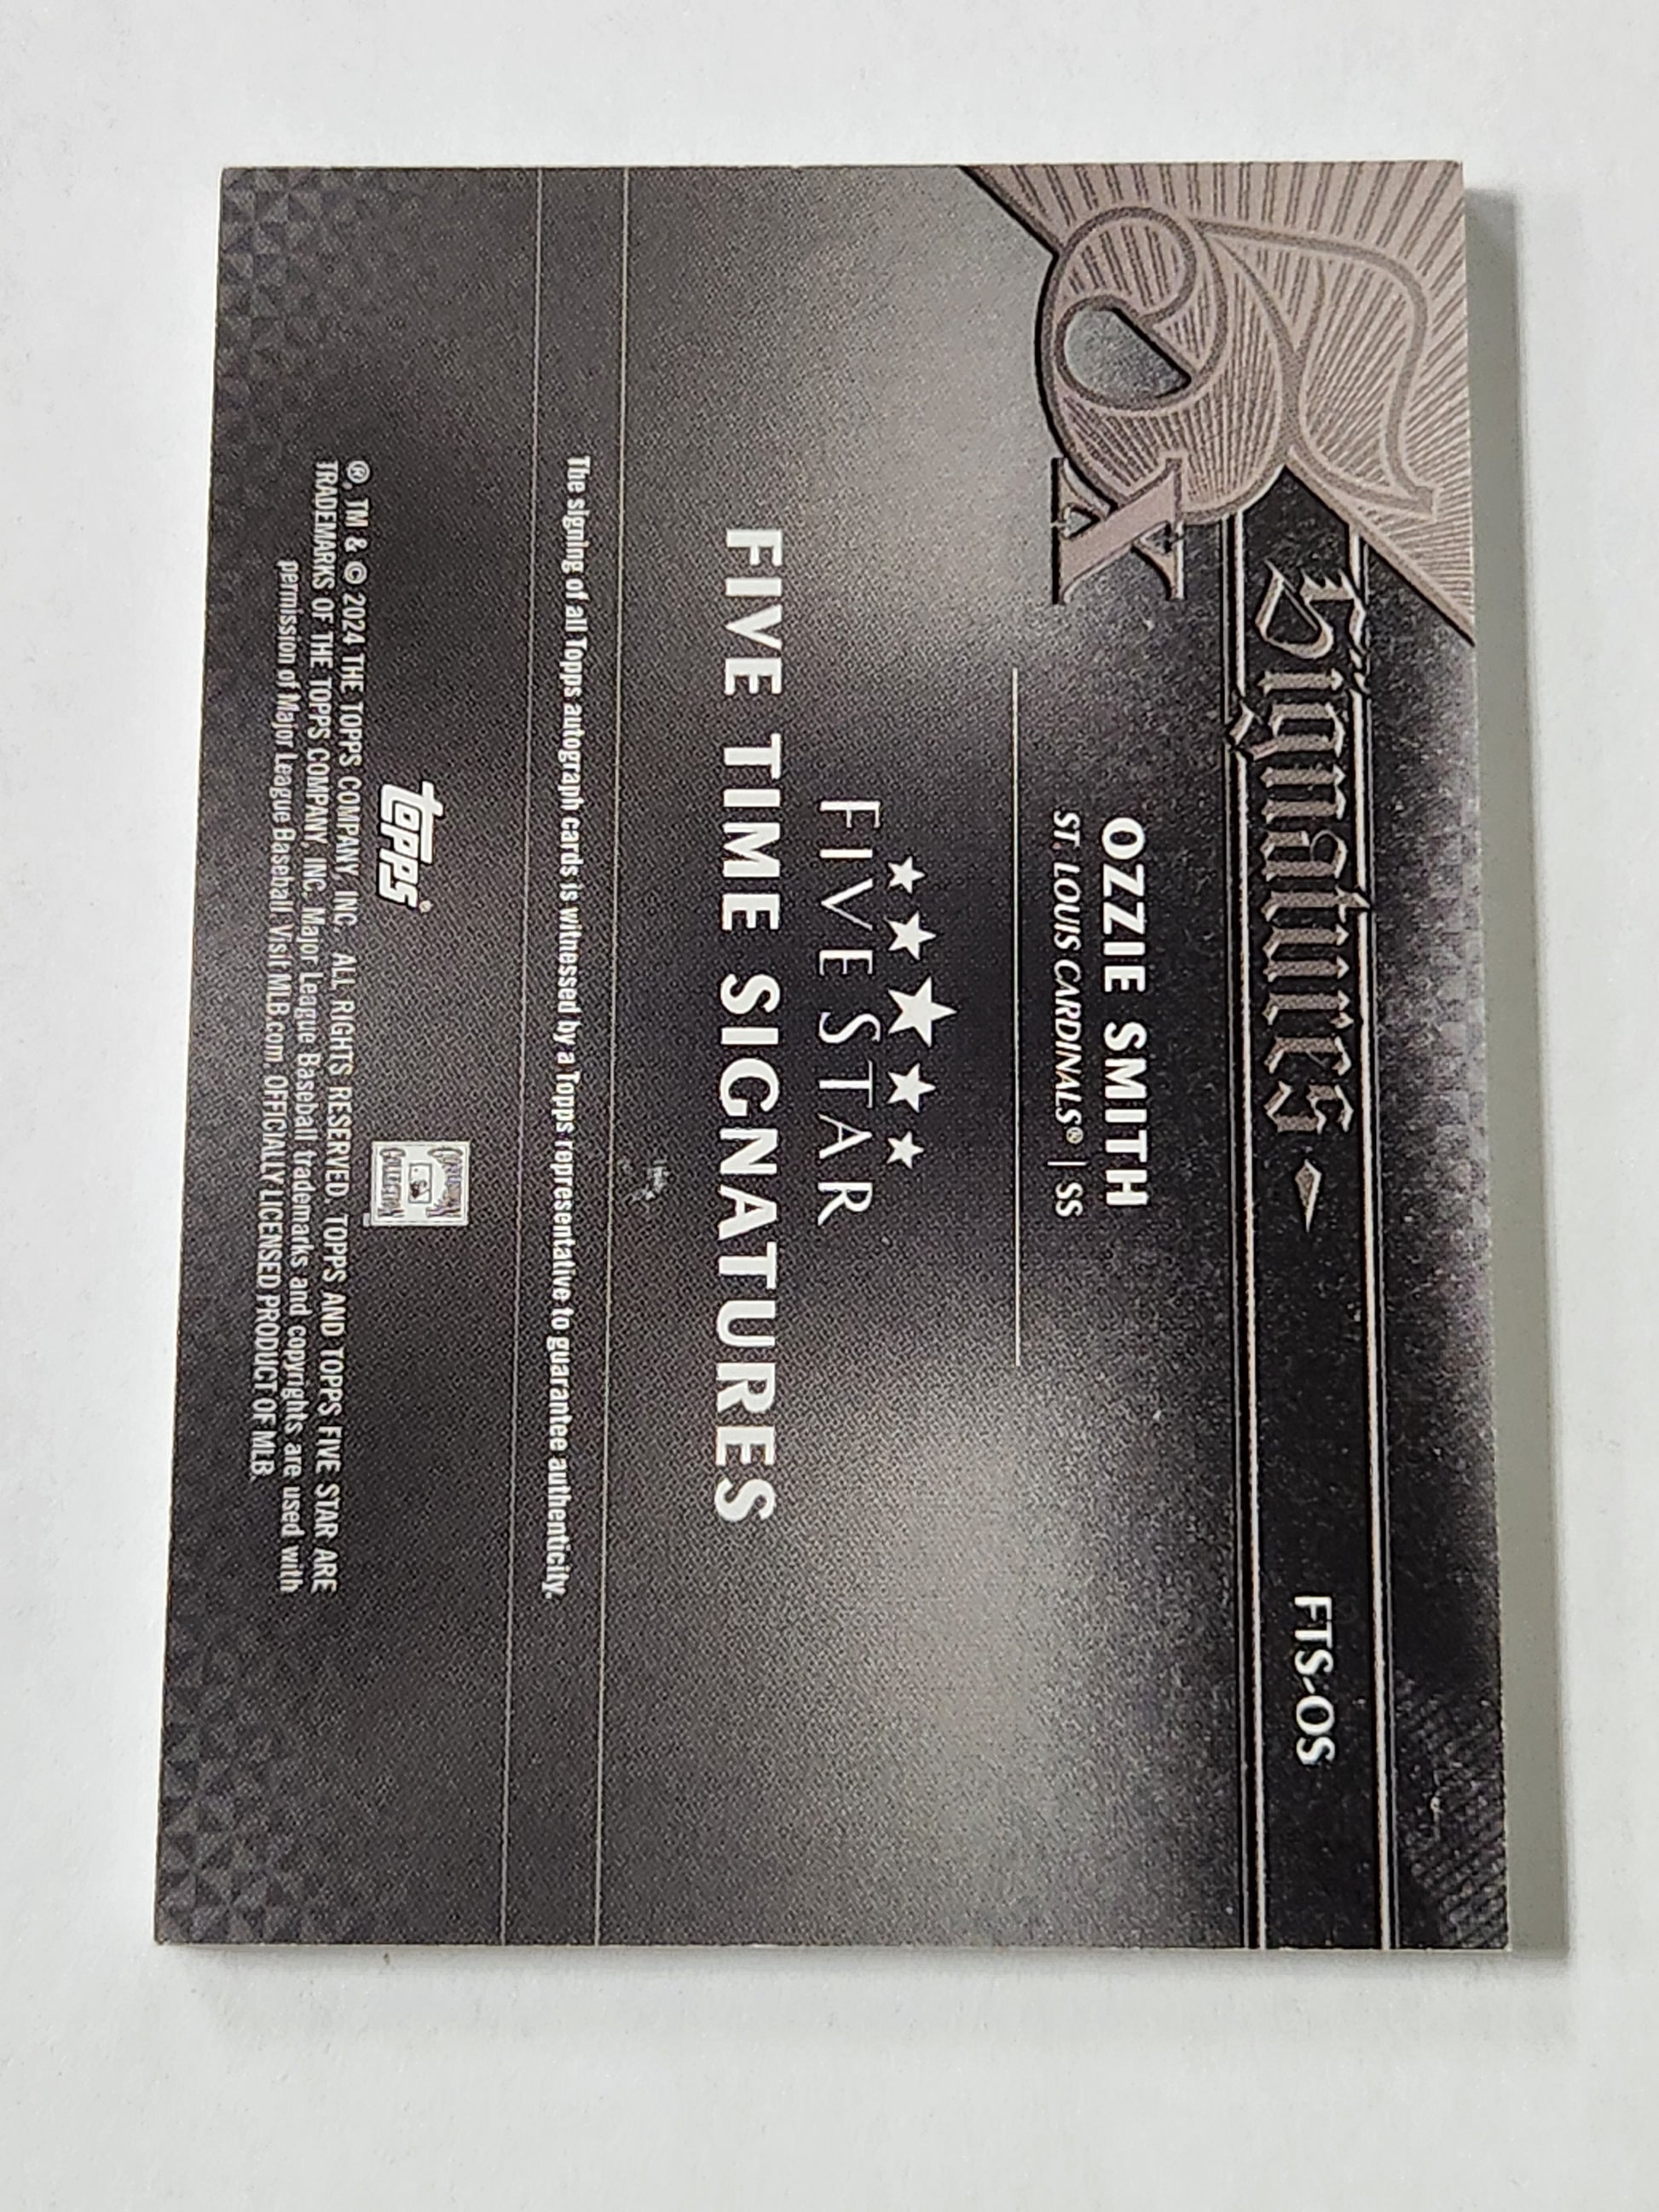 5X
Signatures
FTS-OS
OZZIE SMITH
ST. LOUIS CARDINALS® | SS
FIVE STAR
FIVE TIME SIGNATURES
The signing of all Topps autograph cards is witnessed by a Topps representative to guarantee authenticity.
topps®
®, TM & © 2024 THE TOPPS COMPANY, INC. ALL RIGHTS RESERVED. TOPPS AND TOPPS FIVE STAR ARE
TRADEMARKS OF THE TOPPS COMPANY, INC. Major League Baseball trademarks and copyrights are used with
permission of Major League Baseball. Visit MLB.com. OFFICIALLY LICENSED PRODUCT OF MLB.